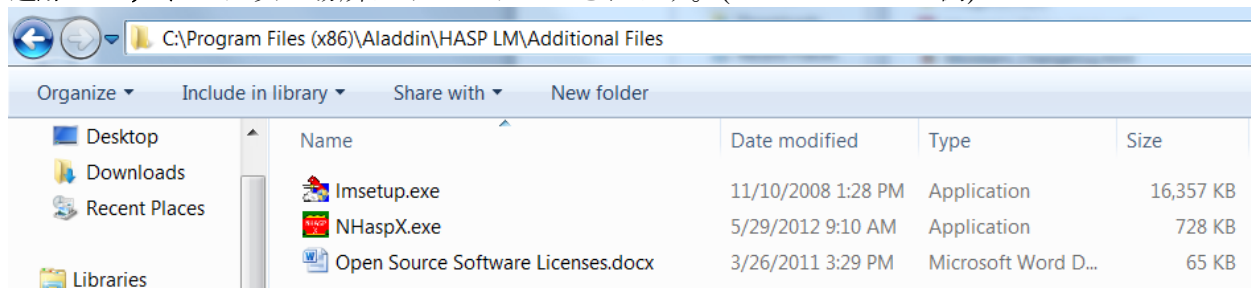 C:\Program Files (x86)\Aladdin\HASP LM\Additional Files
Organize Include in library Share with New folder
Desktop
Downloads
Recent Places
Libraries
Name Date modified Type Size
lmsetup.exe 11/10/2008 1:28 PM Application 16,357 KB
NHaspX.exe 5/29/2012 9:10 AM Application 728 KB
Open Source Software Licenses.docx 3/26/2011 3:29 PM Microsoft Word D... 65 KB